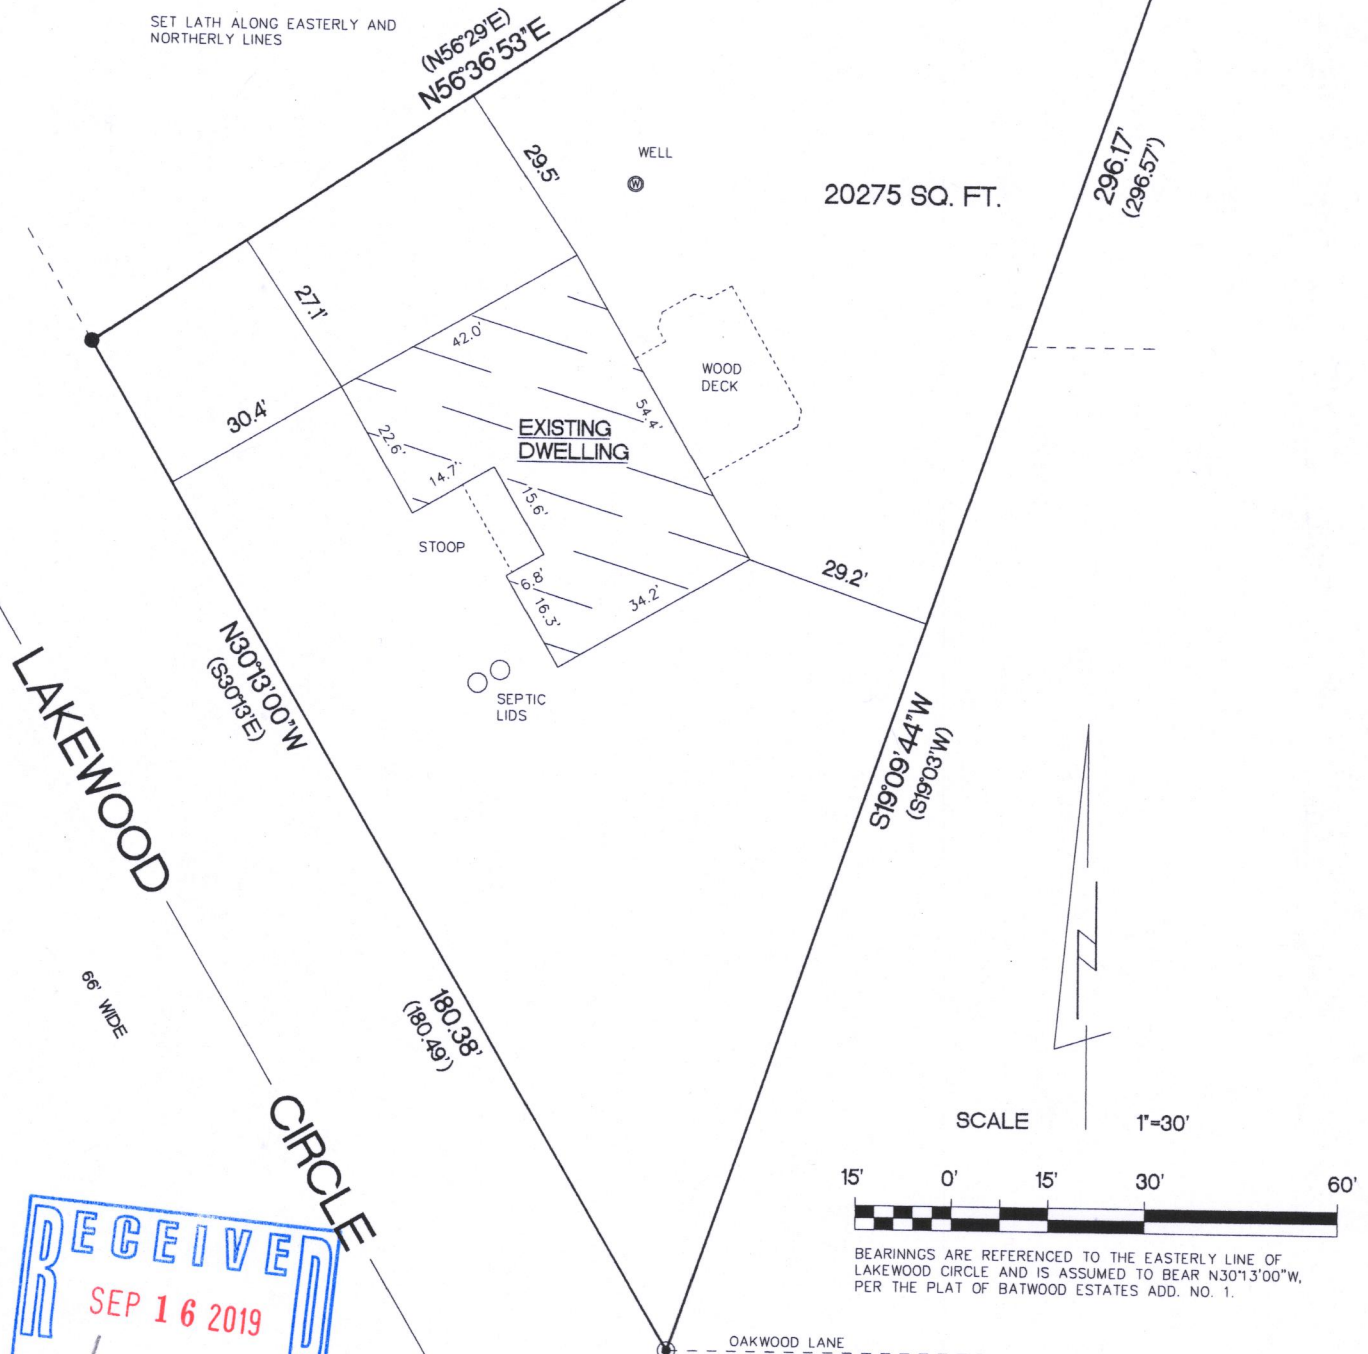 SET LATH ALONG EASTERLY AND
NORTHERLY LINES
(N56°29'E)
N56°36'53"E
29.5'
WELL
W
20275 SQ. FT.
296.17'
(296.57')
27.1'
42.0'
WOOD
DECK
30.4'
54.4'
EXISTING
DWELLING
22.6'
14.7'
15.6'
STOOP
6.8'
16.3'
34.2'
29.2'
SEPTIC
LIDS
N30°13'00"W
(S30°13'E)
S19°09'44"W
(S19°03'W)
LAKEWOOD
CIRCLE
66' WIDE
180.38'
(180.49')
N
SCALE 1"=30'
15' 0' 15' 30' 60'
BEARINNGS ARE REFERENCED TO THE EASTERLY LINE OF
LAKEWOOD CIRCLE AND IS ASSUMED TO BEAR N30°13'00"W,
PER THE PLAT OF BATWOOD ESTATES ADD. NO. 1.
RECEIVED
SEP 16 2019
OAKWOOD LANE